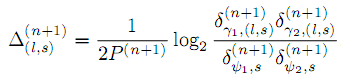 $$\Delta_{(l,s)}^{(n+1)} = \frac{1}{2P^{(n+1)}} \log_2 \frac{\delta_{\gamma_1,(l,s)}^{(n+1)} \delta_{\gamma_2,(l,s)}^{(n+1)}}{\delta_{\psi_1,s}^{(n+1)} \delta_{\psi_2,s}^{(n+1)}}$$